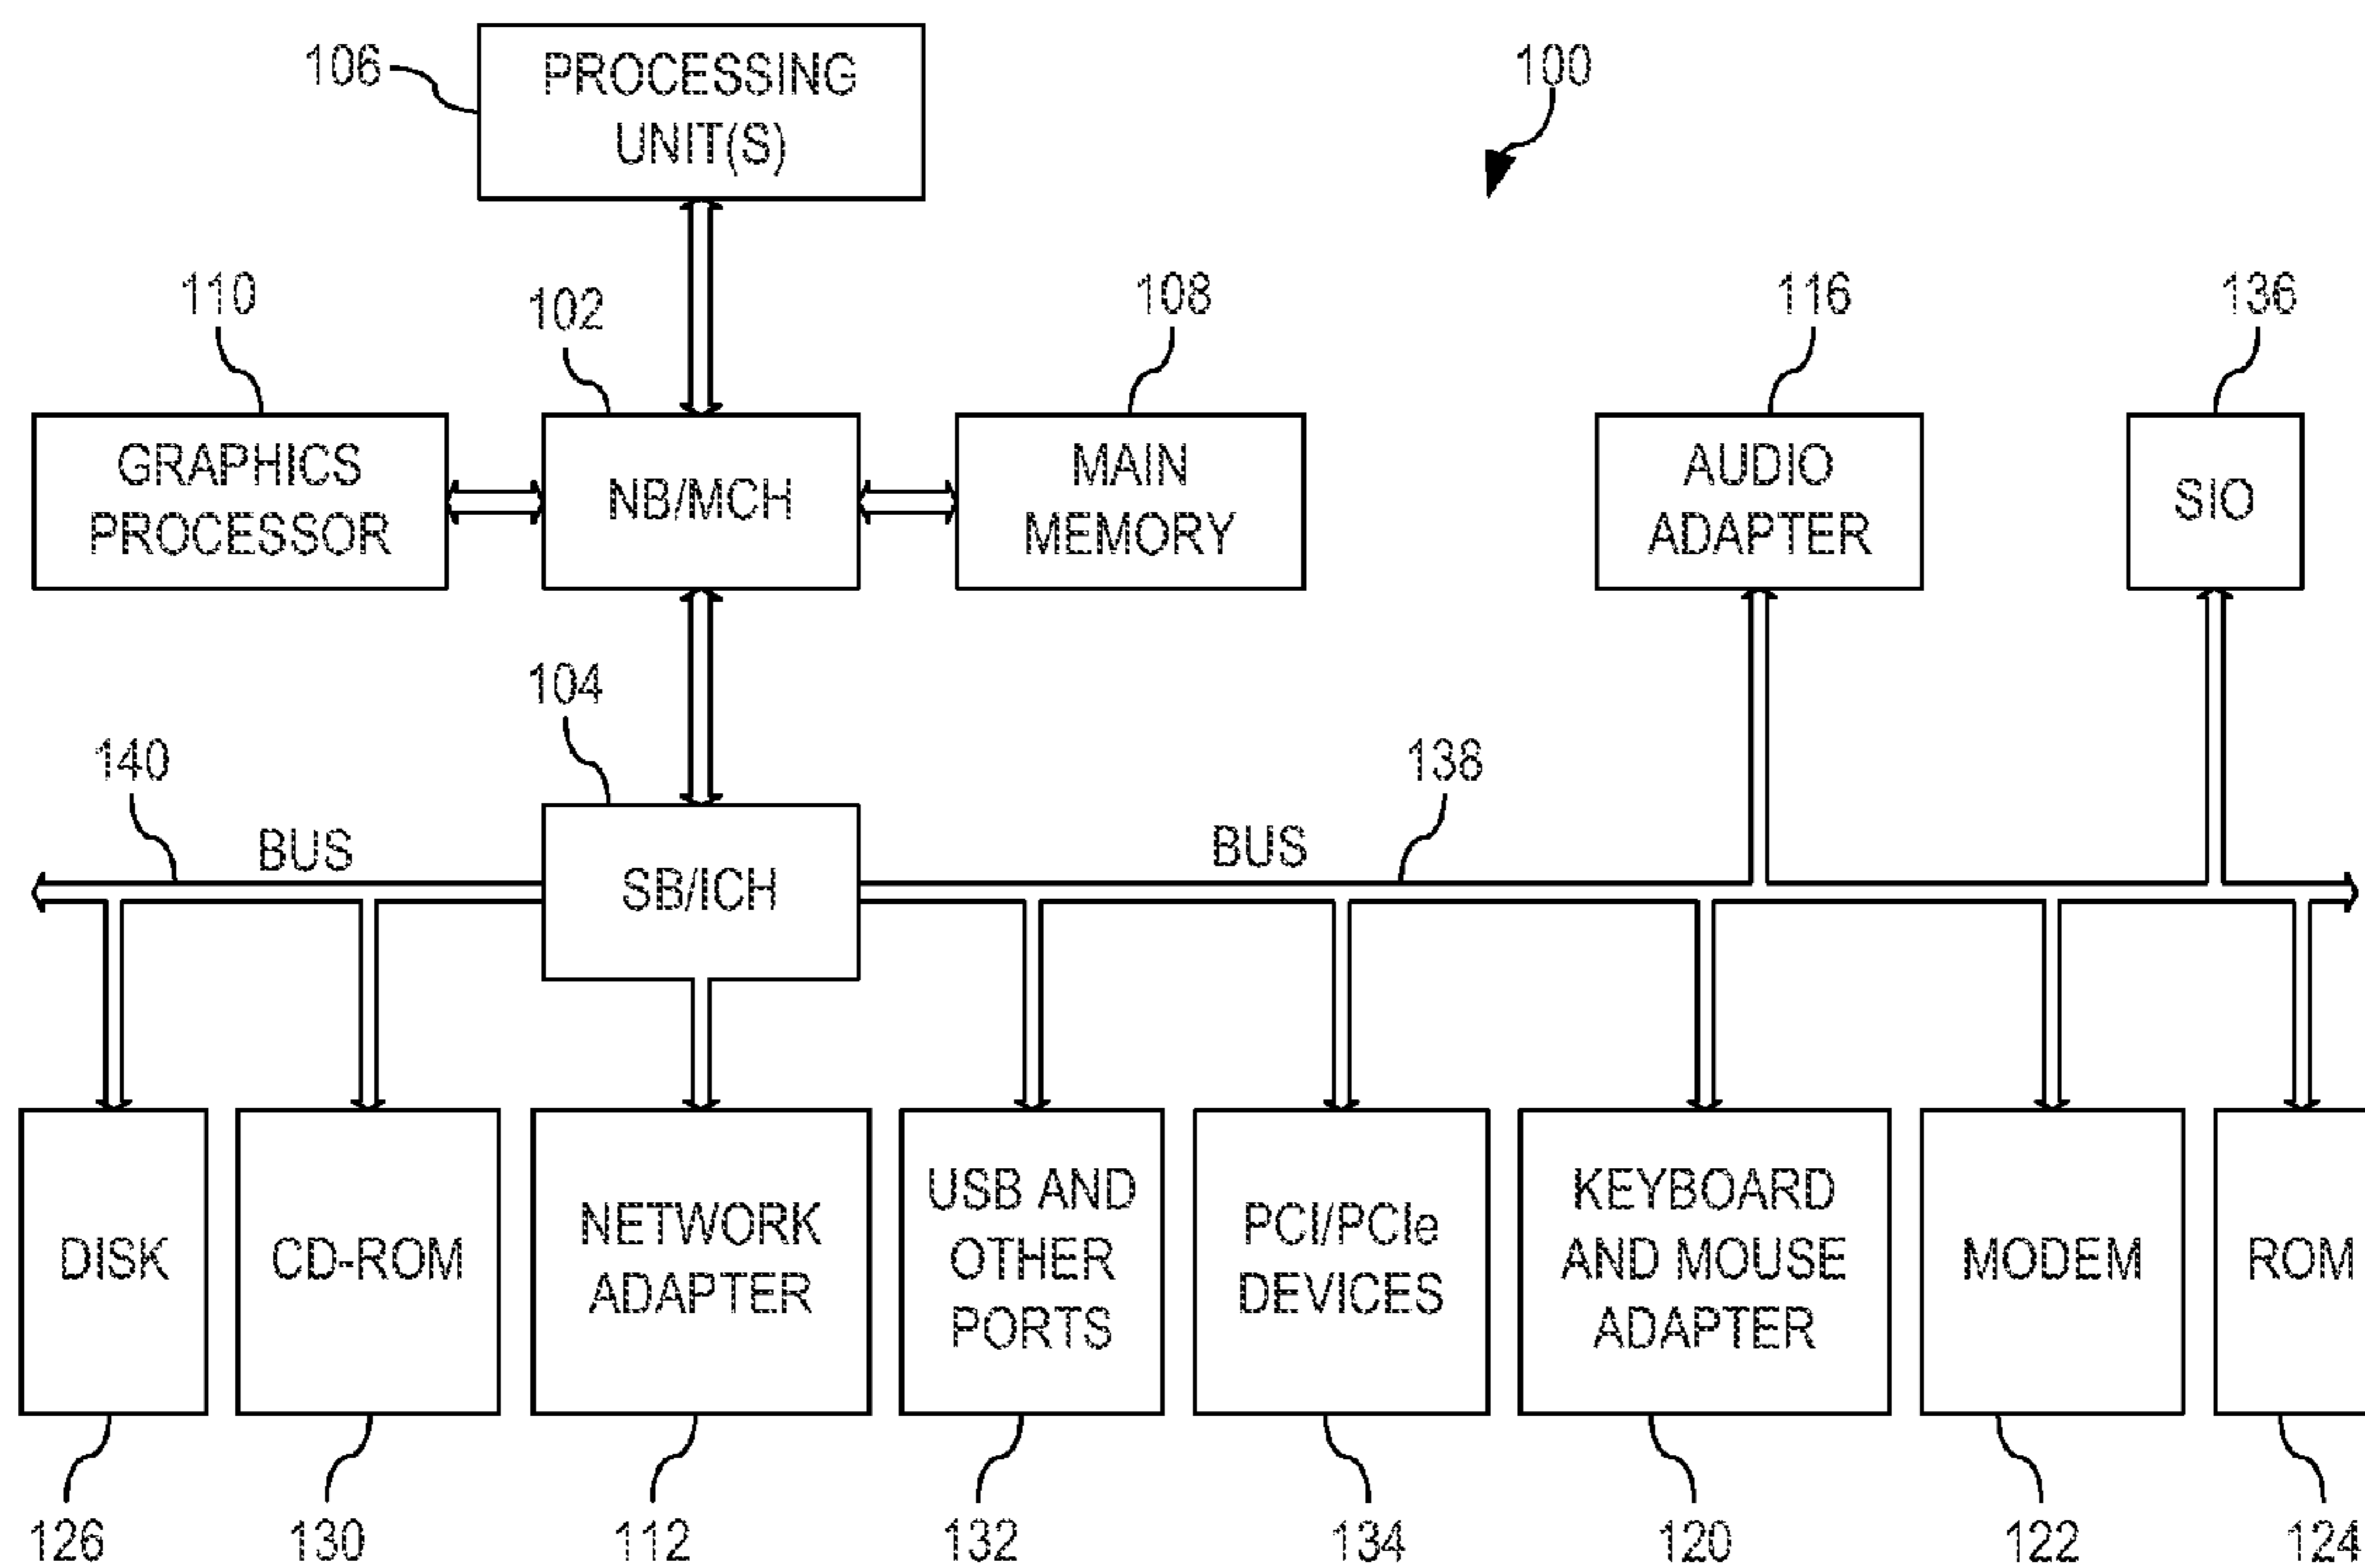 106
PROCESSING
UNIT(S)
100
110
102
108
116
136
GRAPHICS
PROCESSOR
NB/MCH
MAIN
MEMORY
AUDIO
ADAPTER
SIO
104
140
138
BUS
BUS
SB/ICH
DISK
CD-ROM
NETWORK
ADAPTER
USB AND
OTHER
PORTS
PCI/PCIe
DEVICES
KEYBOARD
AND MOUSE
ADAPTER
MODEM
ROM
126
130
112
132
134
120
122
124